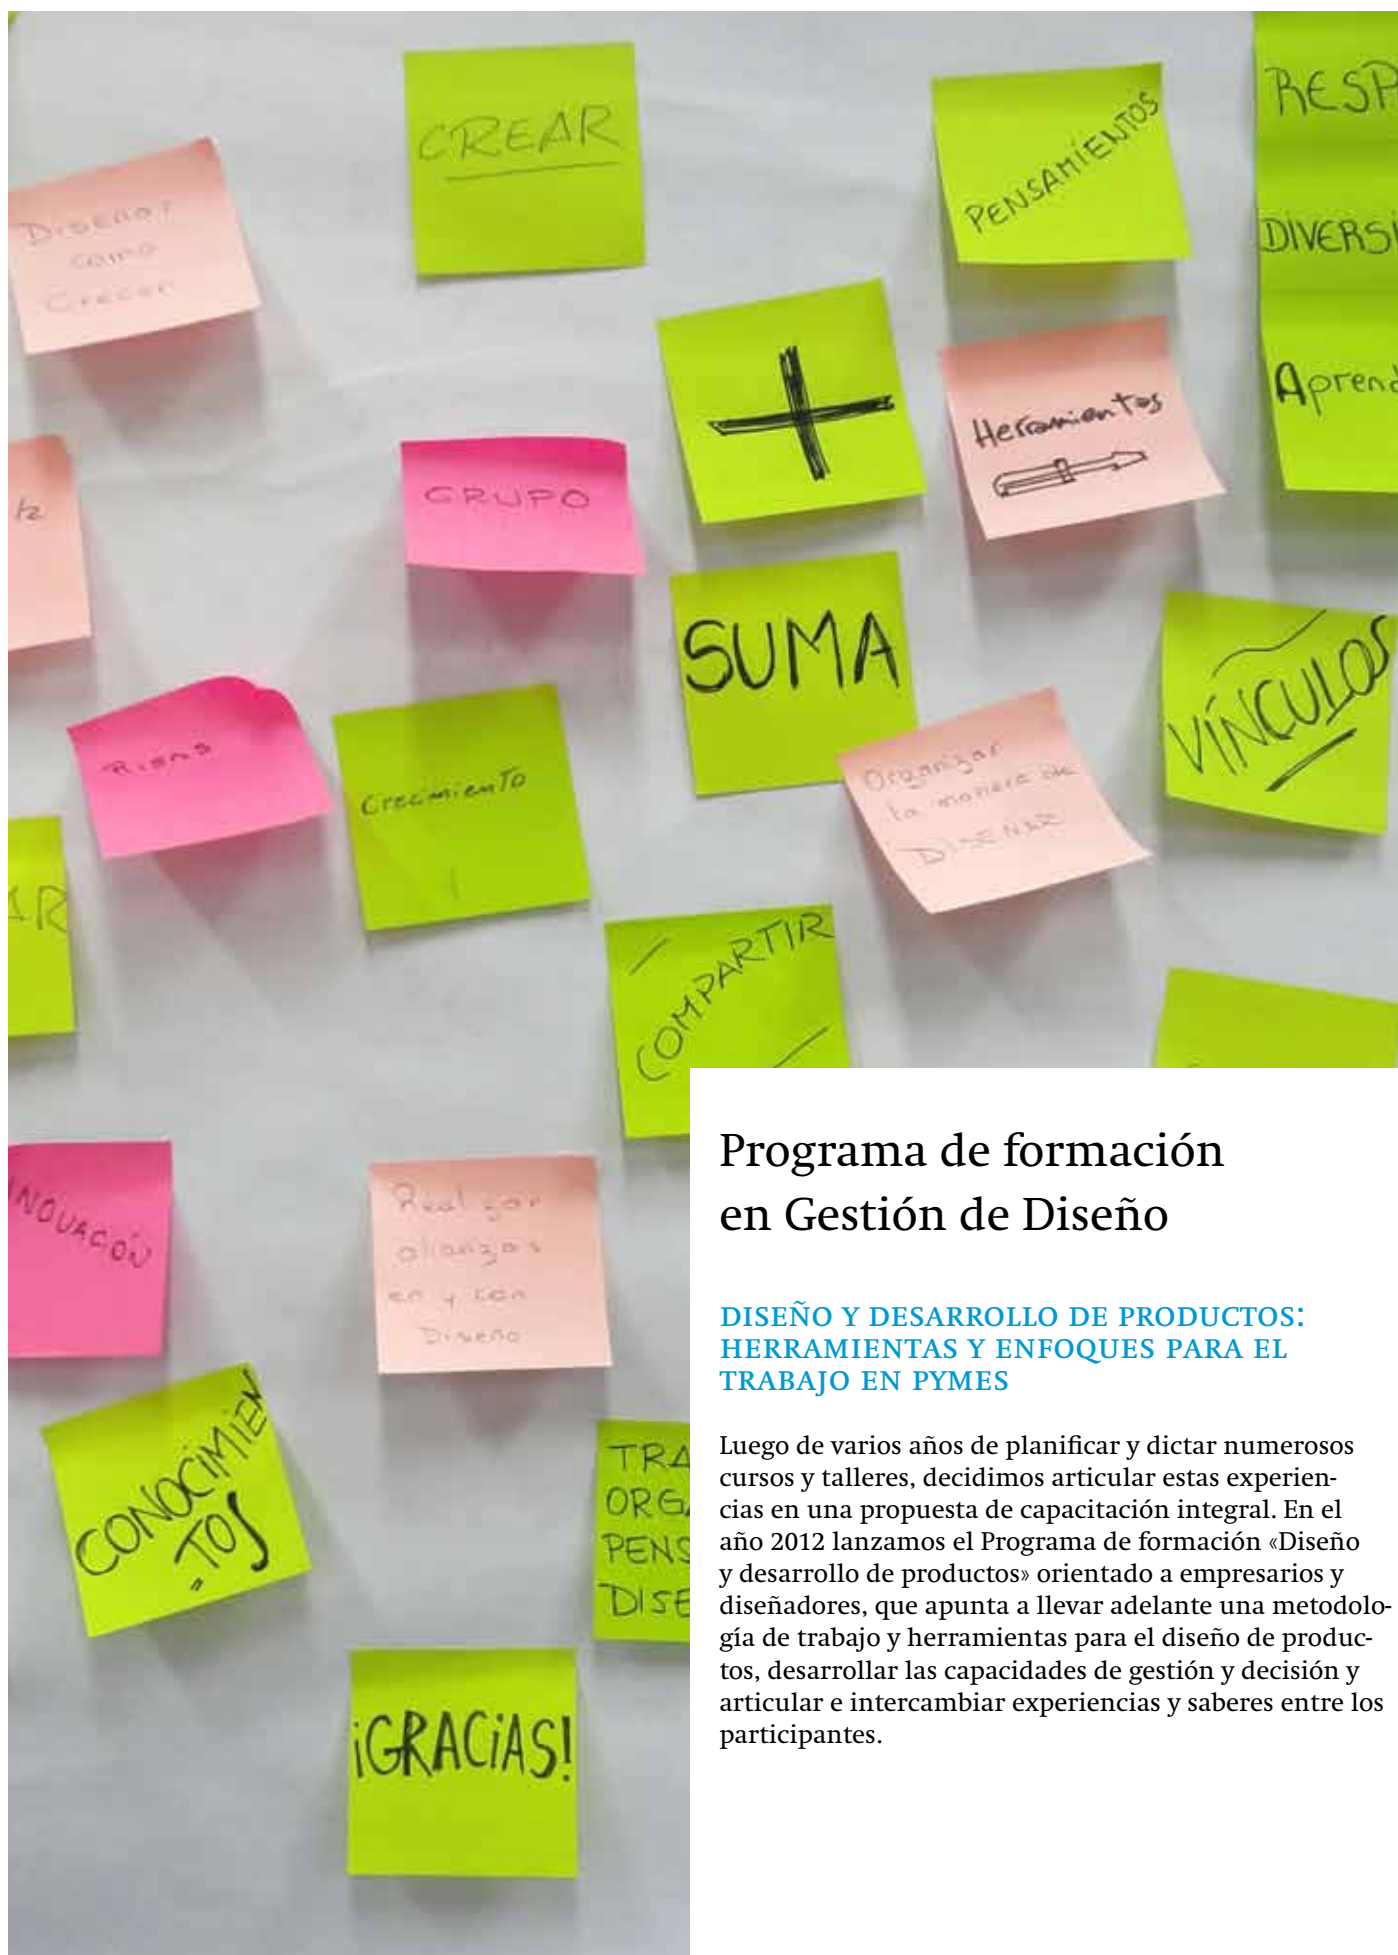 CREAR
PENSAMIENTOS
RESP
DIVERSI
Aprend
Diseño?
como
Crecer
Herramientas
GRUPO
SUMA
VÍNCULOS
Crecimiento
Organizar
la manera de
DISEÑAR
AR
COMPARTIR
NOVACIÓN
Realizar
alianzas
en y con
Diseño
CONOCIMIEN
TOS
TRA
ORGA
PENS
DISE
¡GRACIAS!
Programa de formación
en Gestión de Diseño
DISEÑO Y DESARROLLO DE PRODUCTOS:
HERRAMIENTAS Y ENFOQUES PARA EL
TRABAJO EN PYMES
Luego de varios años de planificar y dictar numerosos
cursos y talleres, decidimos articular estas experien-
cias en una propuesta de capacitación integral. En el
año 2012 lanzamos el Programa de formación «Diseño
y desarrollo de productos» orientado a empresarios y
diseñadores, que apunta a llevar adelante una metodolo-
gía de trabajo y herramientas para el diseño de produc-
tos, desarrollar las capacidades de gestión y decisión y
articular e intercambiar experiencias y saberes entre los
participantes.